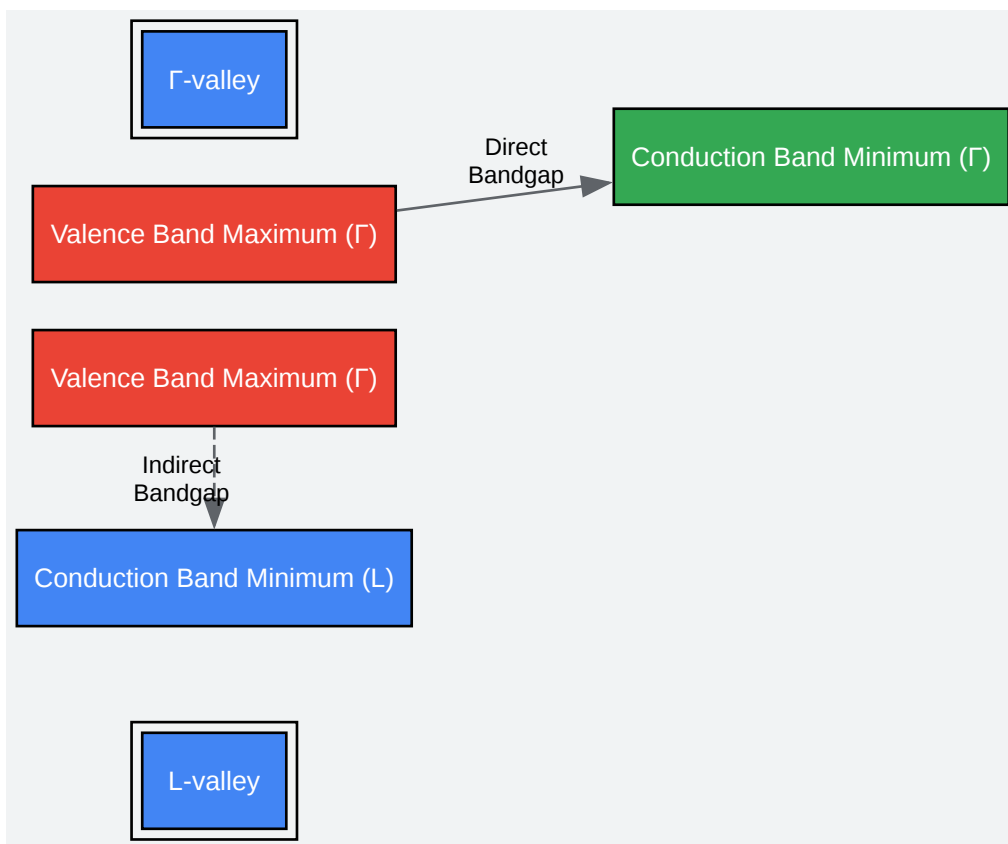 Γ-valley
Direct
Bandgap
Conduction Band Minimum (Γ)
Valence Band Maximum (Γ)
Valence Band Maximum (Γ)
Indirect
Bandgap
Conduction Band Minimum (L)
L-valley